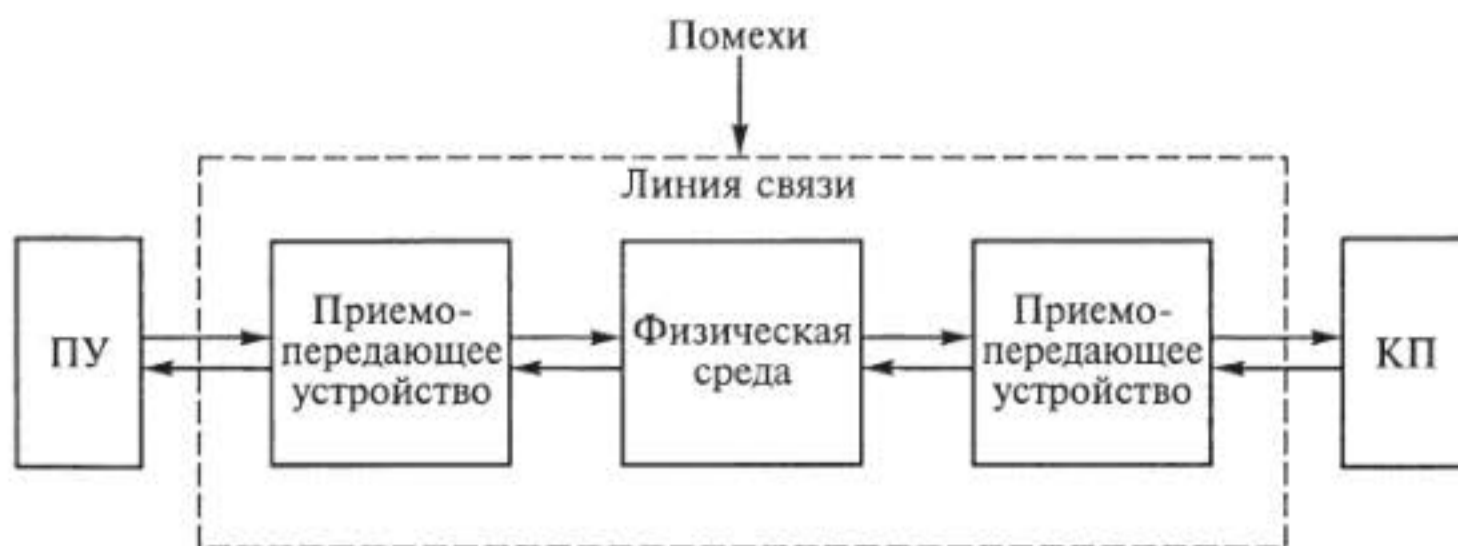 Помехи
Линия связи
ПУ
Приемо-
передающее
устройство
Физическая
среда
Приемо-
передающее
устройство
КП